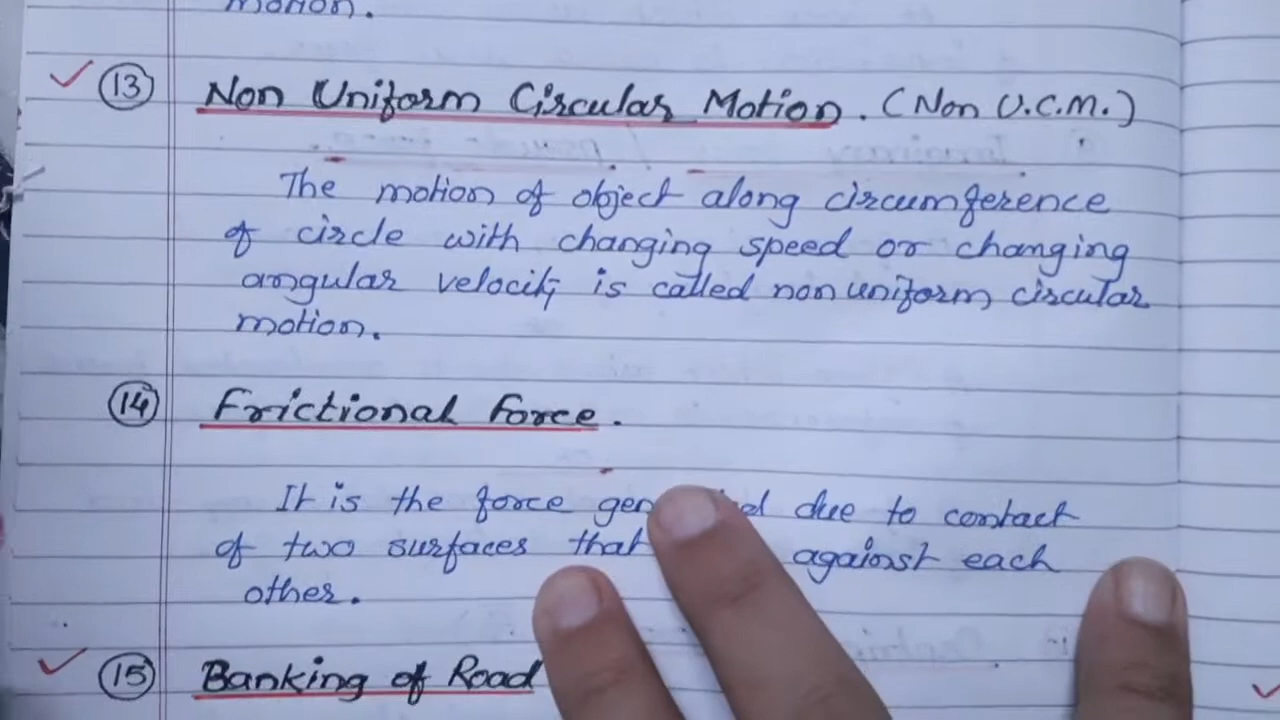 motion.
13 Non Uniform Circular Motion. (Non U.C.M.)
The motion of object along circumference
of circle with changing speed or changing
angular velocity is called non uniform circular
motion.
14 Frictional Force.
It is the force due to contact
of two surfaces that against each
other.
15 Banking of Road